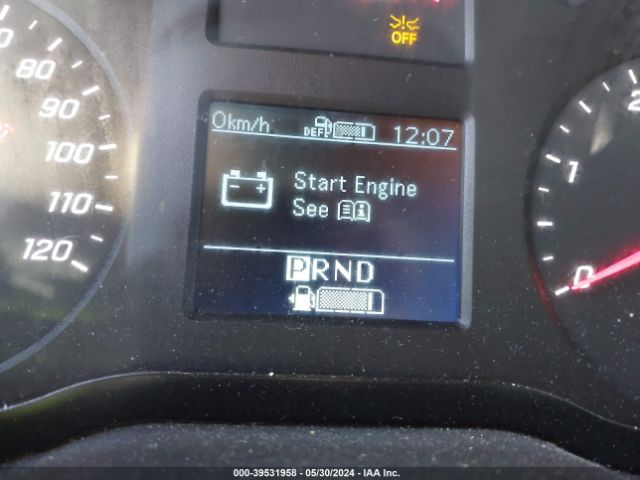 OFF
80
90
100
110
120
0km/h
DEF
12:07
Start Engine
See
PRND
2
1
0
000-39531958 - 05/30/2024 - IAA Inc.